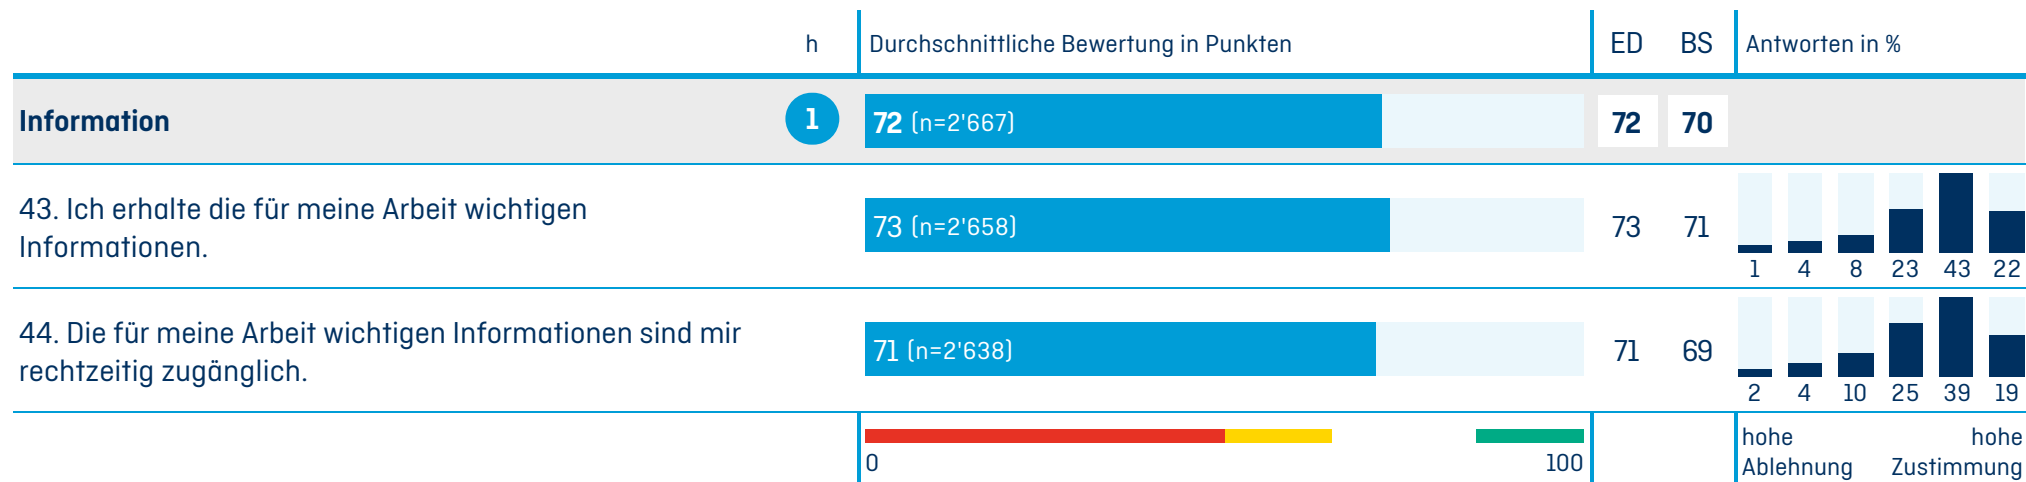 h Durchschnittliche Bewertung in Punkten ED BS Antworten in %
Information 1 72 (n=2'667) 72 70
43. Ich erhalte die für meine Arbeit wichtigen
Informationen.
73 (n=2'658) 73 71
1 4 8 23 43 22
44. Die für meine Arbeit wichtigen Informationen sind mir
rechtzeitig zugänglich.
71 (n=2'638) 71 69
2 4 10 25 39 19
0 100
hohe Ablehnung
hohe Zustimmung